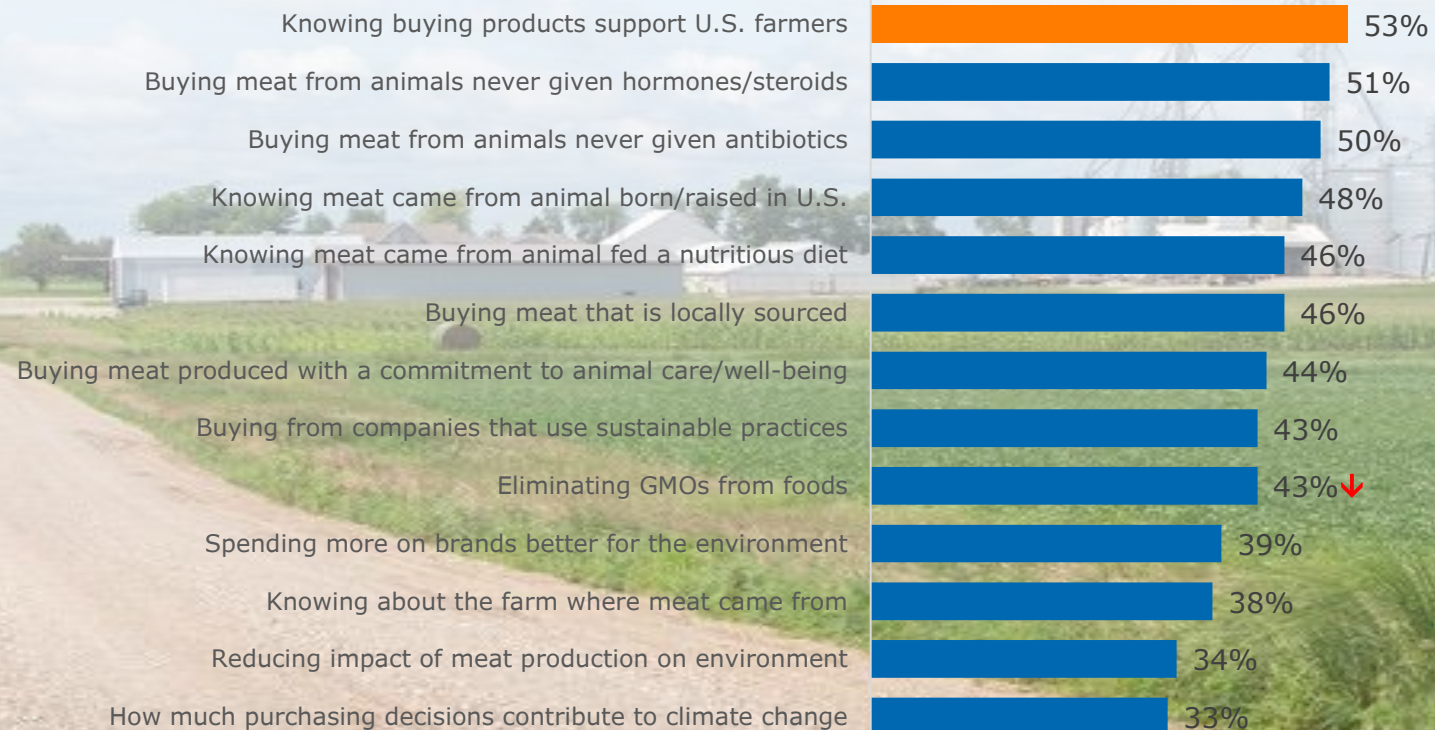 Knowing buying products support U.S. farmers 53%
Buying meat from animals never given hormones/steroids 51%
Buying meat from animals never given antibiotics 50%
Knowing meat came from animal born/raised in U.S. 48%
Knowing meat came from animal fed a nutritious diet 46%
Buying meat that is locally sourced 46%
Buying meat produced with a commitment to animal care/well-being 44%
Buying from companies that use sustainable practices 43%
Eliminating GMOs from foods 43%↓
Spending more on brands better for the environment 39%
Knowing about the farm where meat came from 38%
Reducing impact of meat production on environment 34%
How much purchasing decisions contribute to climate change 33%